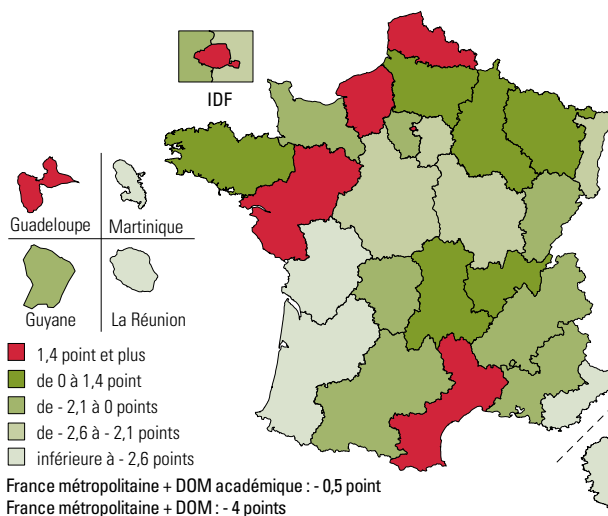 IDF
Guadeloupe
Martinique
Guyane
La Réunion
1,4 point et plus
de 0 à 1,4 point
de - 2,1 à 0 points
de - 2,6 à - 2,1 points
inférieure à - 2,6 points
France métropolitaine + DOM académique : - 0,5 point
France métropolitaine + DOM : - 4 points